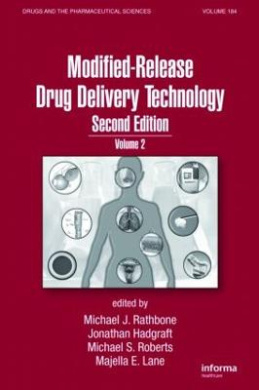 DRUGS AND THE PHARMACEUTICAL SCIENCES VOLUME 184
Modified-Release
Drug Delivery Technology
Second Edition
Volume 2
edited by
Michael J. Rathbone
Jonathan Hadgraft
Michael S. Roberts
Majella E. Lane
informa
healthcare